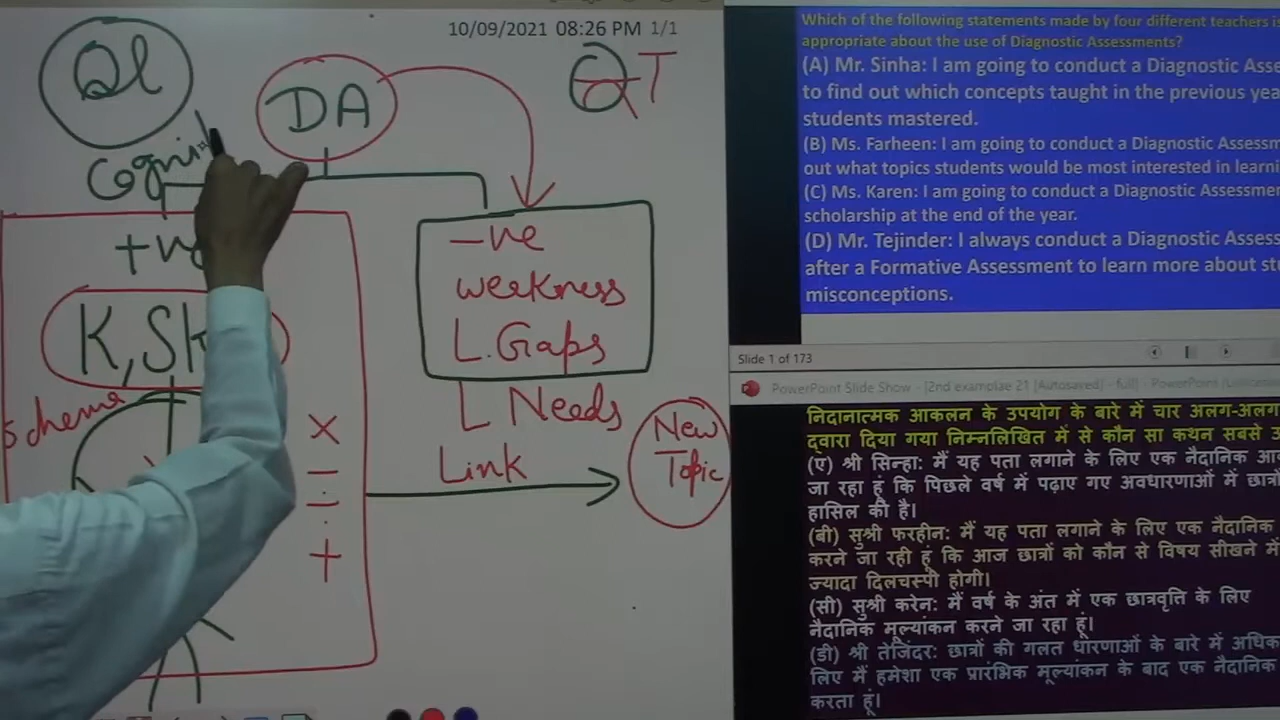 10/09/2021 08:26 PM 1/1
QL
DA
QT
Cogni
+ve
-ve
weakness
L. Gaps
K, Sk
Schema
L Needs
Link
New
Topic
×
−
÷
+
Which of the following statements made by four different teachers is
appropriate about the use of Diagnostic Assessments?
(A) Mr. Sinha: I am going to conduct a Diagnostic Asse
to find out which concepts taught in the previous yea
students mastered.
(B) Ms. Farheen: I am going to conduct a Diagnostic Assessm
out what topics students would be most interested in learni
(C) Ms. Karen: I am going to conduct a Diagnostic Assessme
scholarship at the end of the year.
(D) Mr. Tejinder: I always conduct a Diagnostic Assess
after a Formative Assessment to learn more about st
misconceptions.
Slide 1 of 173
PowerPoint Slide Show - [2nd examplae 21 [Autosaved] - full] - PowerPoint
निदानात्मक आकलन के उपयोग के बारे में चार अलग-अलग
द्वारा दिया गया निम्नलिखित में से कौन सा कथन सबसे उ
(ए) श्री सिन्हा: मैं यह पता लगाने के लिए एक नैदानिक आ
जा रहा हूं कि पिछले वर्ष में पढ़ाए गए अवधारणाओं में छात्रों
हासिल की है।
(बी) सुश्री फरहीन: मैं यह पता लगाने के लिए एक नैदानिक
करने जा रही हूं कि आज छात्रों को कौन से विषय सीखने में
ज्यादा दिलचस्पी होगी।
(सी) सुश्री करेन: मैं वर्ष के अंत में एक छात्रवृत्ति के लिए
नैदानिक मूल्यांकन करने जा रहा हूं।
(डी) श्री तेजिंदर: छात्रों की गलत धारणाओं के बारे में अधिक
लिए मैं हमेशा एक प्रारंभिक मूल्यांकन के बाद एक नैदानिक
करता हूं।